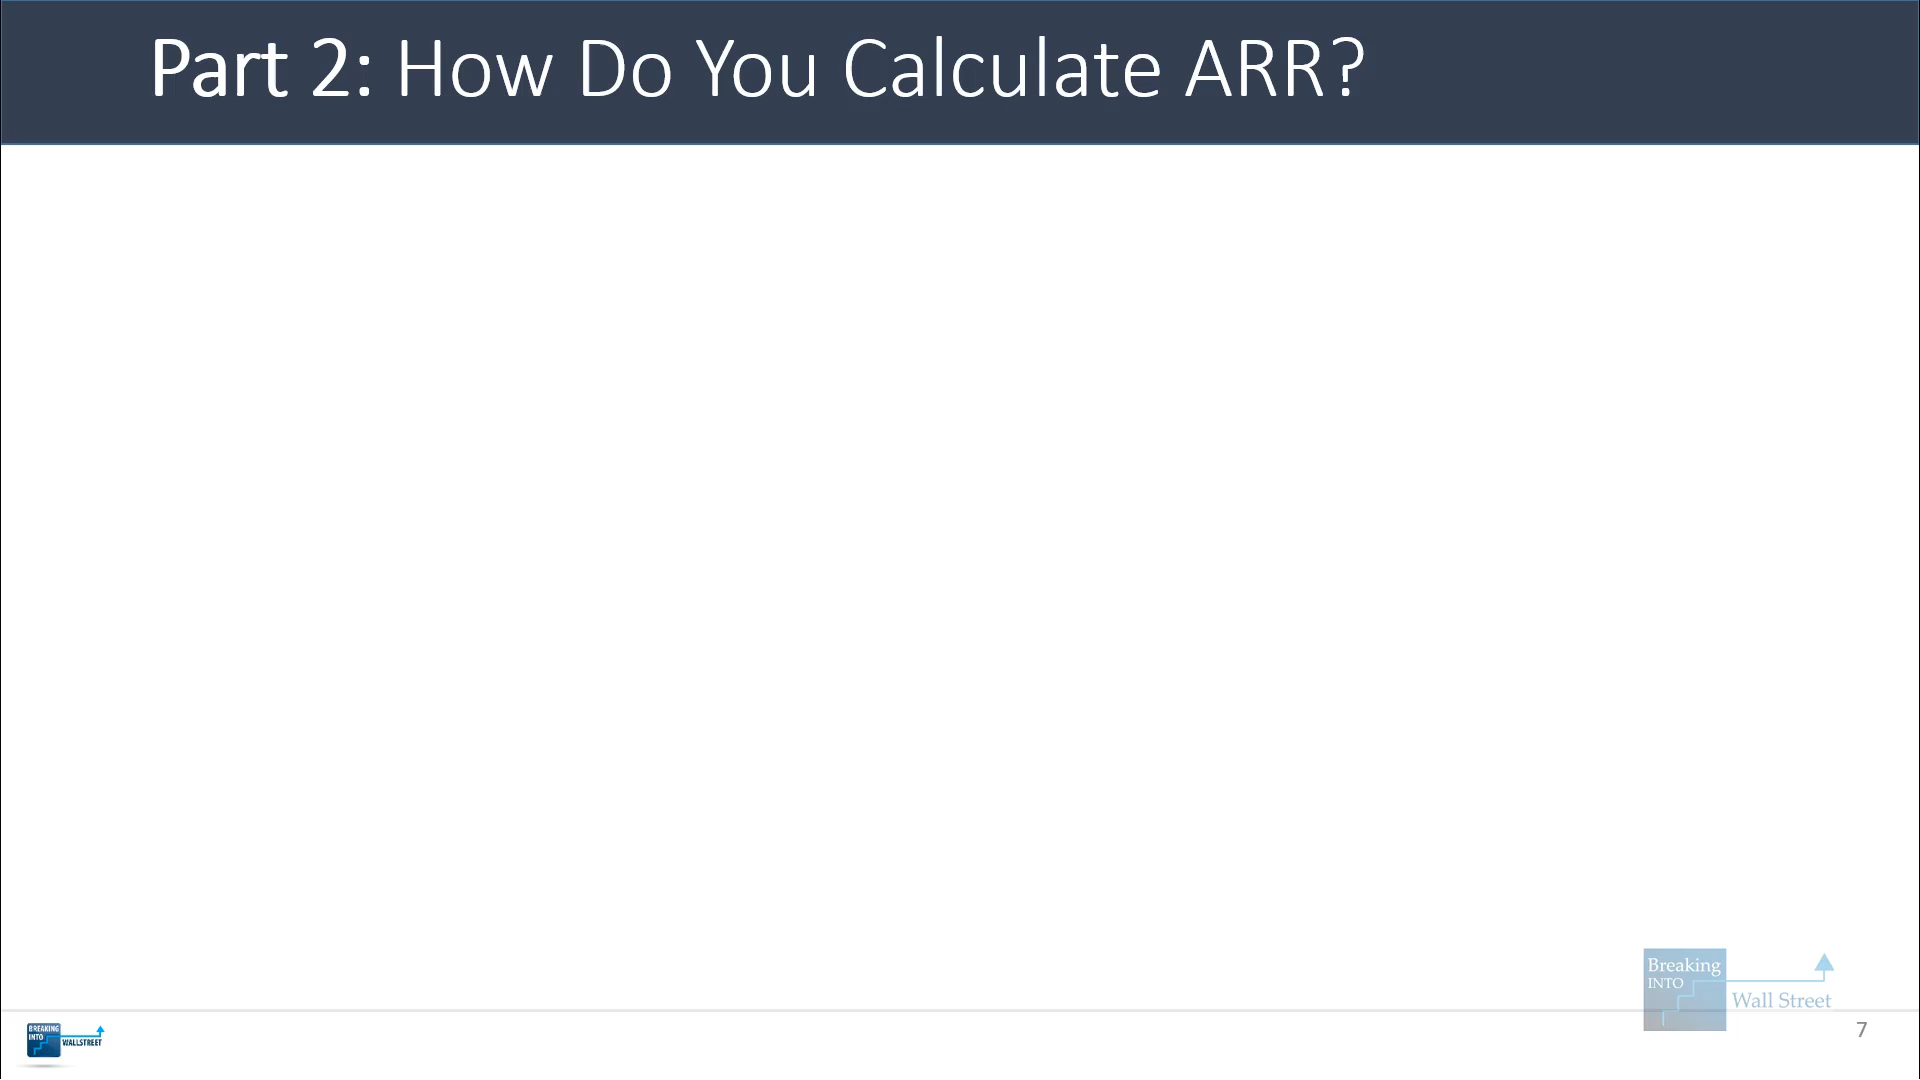 Part 2: How Do You Calculate ARR?
Breaking
INTO
Wall Street
BREAKING
INTO
WALLSTREET
7